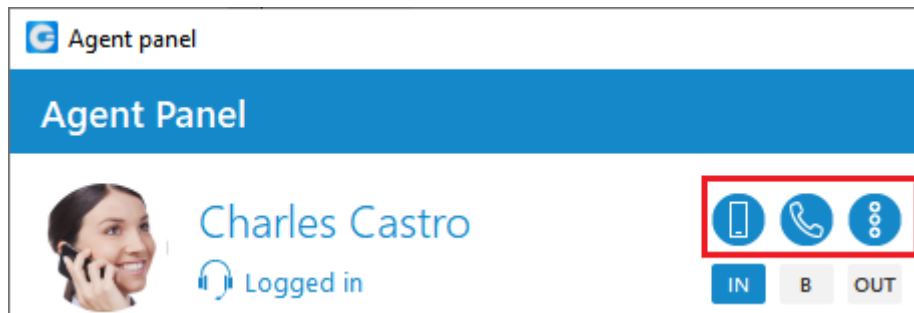 Agent panel
Agent Panel
Charles Castro
Logged in
IN B OUT